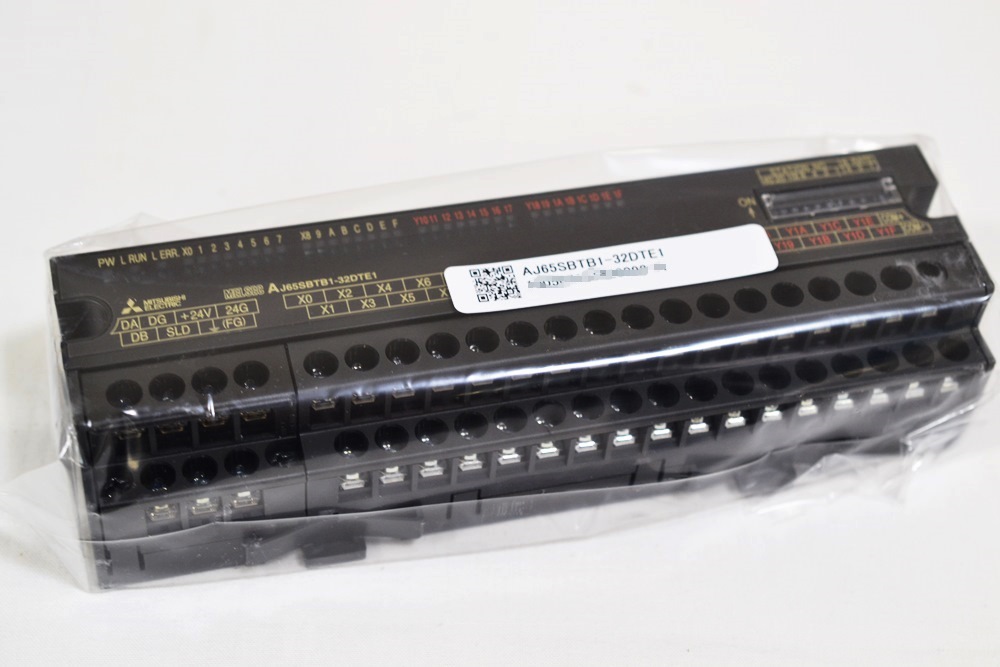 PW L RUN L ERR. X0 1 2 3 4 5 6 7 X8 9 A B C D E F Y10 11 12 13 14 15 16 17 Y18 19 1A 1B 1C 1D 1E 1F
ON
MITSUBISHI
ELECTRIC
MELSEC AJ65SBTB1-32DTE1
DA DG +24V 24G
DB SLD (FG)
X0 X2 X4 X6
X1 X3 X5
AJ65SBTB1-32DTE1
Y1A Y1C Y1E COM+
Y19 Y1B Y1D Y1F COM-